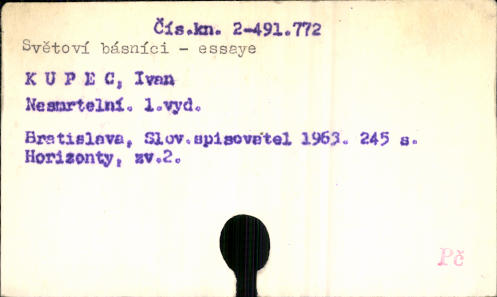 Čís.kn. 2-491.772
Světoví básníci - essaye
K U P E C, Ivan
Nesmrtelní. 1.vyd.
Bratislava, Slov.spisovatel 1963. 245 s.
Horizonty, zv.2.
Pč